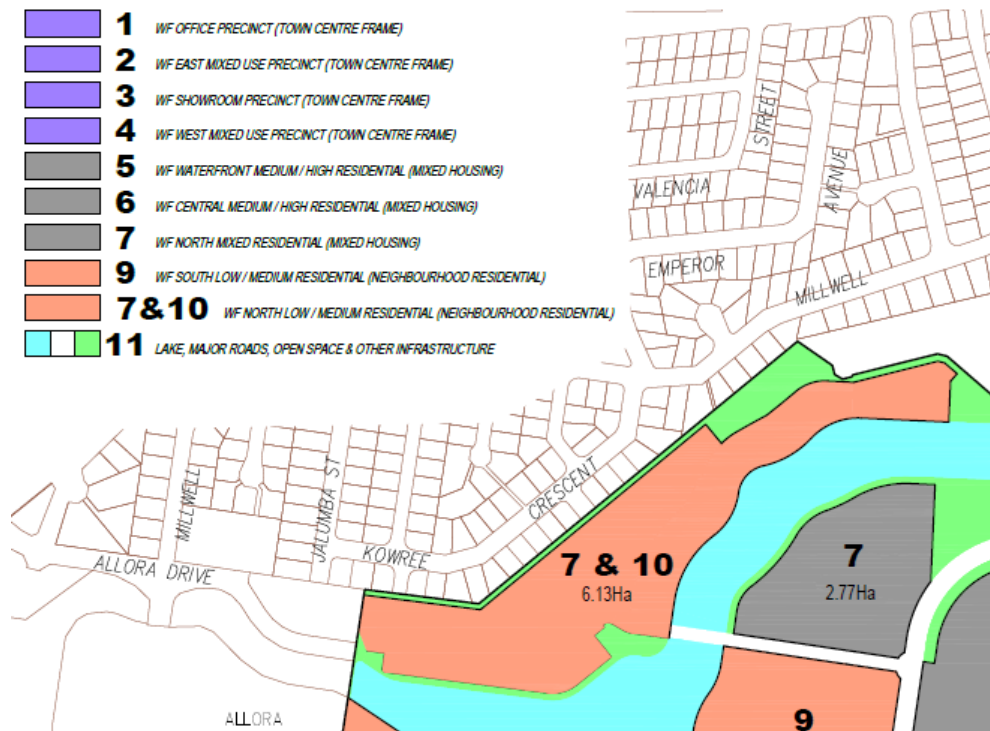 1 WF OFFICE PRECINCT (TOWN CENTRE FRAME)
2 WF EAST MIXED USE PRECINCT (TOWN CENTRE FRAME)
3 WF SHOWROOM PRECINCT (TOWN CENTRE FRAME)
4 WF WEST MIXED USE PRECINCT (TOWN CENTRE FRAME)
5 WF WATERFRONT MEDIUM / HIGH RESIDENTIAL (MIXED HOUSING)
6 WF CENTRAL MEDIUM / HIGH RESIDENTIAL (MIXED HOUSING)
7 WF NORTH MIXED RESIDENTIAL (MIXED HOUSING)
9 WF SOUTH LOW / MEDIUM RESIDENTIAL (NEIGHBOURHOOD RESIDENTIAL)
7&10 WF NORTH LOW / MEDIUM RESIDENTIAL (NEIGHBOURHOOD RESIDENTIAL)
11 LAKE, MAJOR ROADS, OPEN SPACE & OTHER INFRASTRUCTURE
STREET
VALENCIA
AVENUE
EMPEROR
MILLWELL
MILLWELL
JALUMBA ST
CRESCENT
KOWREE
ALLORA DRIVE
7 & 10
6.13Ha
7
2.77Ha
ALLORA
9